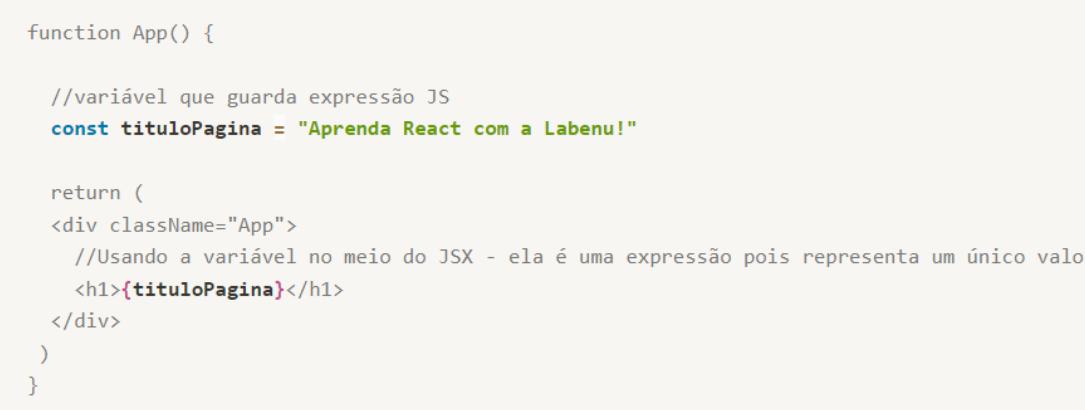 function App() {
//variável que guarda expressão JS
const tituloPagina = "Aprenda React com a Labenu!"
return (
<div className="App">
//Usando a variável no meio do JSX - ela é uma expressão pois representa um único valo
<h1>{tituloPagina}</h1>
</div>
)
}